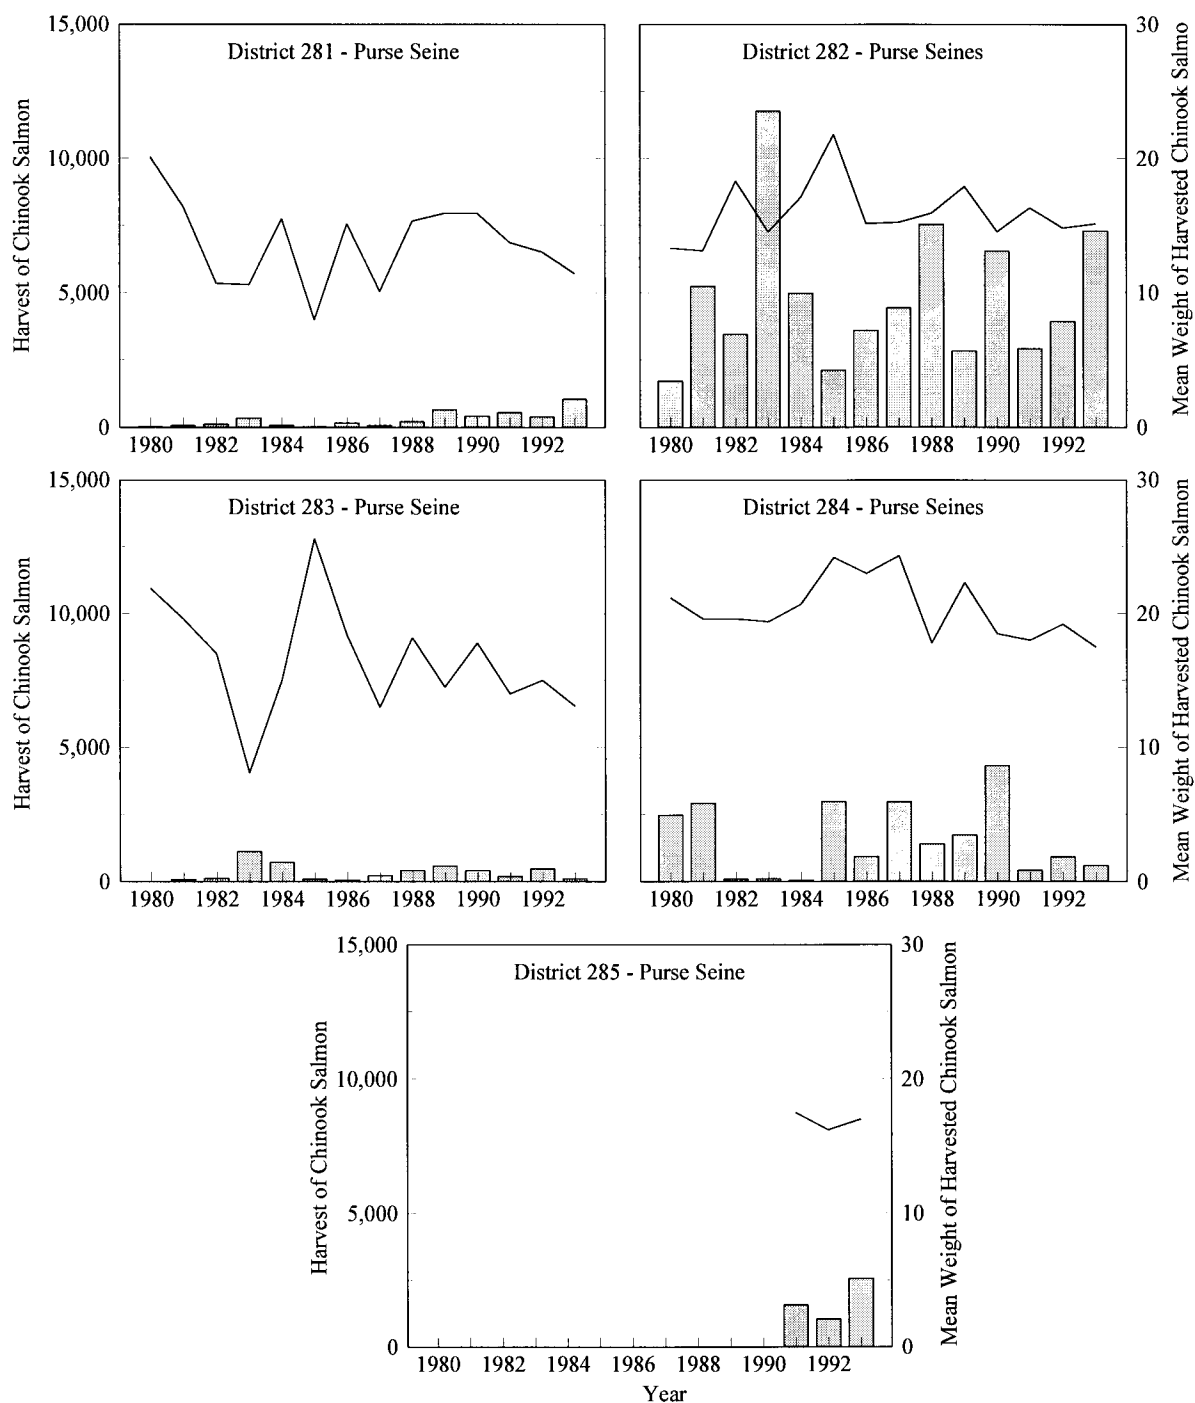 District 281 - Purse Seine
Harvest of Chinook Salmon
15,000
10,000
5,000
0
1980 1982 1984 1986 1988 1990 1992
District 282 - Purse Seines
30
20
10
0
Mean Weight of Harvested Chinook Salmo
1980 1982 1984 1986 1988 1990 1992
District 283 - Purse Seine
Harvest of Chinook Salmon
15,000
10,000
5,000
0
1980 1982 1984 1986 1988 1990 1992
District 284 - Purse Seines
30
20
10
0
Mean Weight of Harvested Chinook Salmon
1980 1982 1984 1986 1988 1990 1992
District 285 - Purse Seine
Harvest of Chinook Salmon
15,000
10,000
5,000
0
30
20
10
0
Mean Weight of Harvested Chinook Salmon
1980 1982 1984 1986 1988 1990 1992
Year